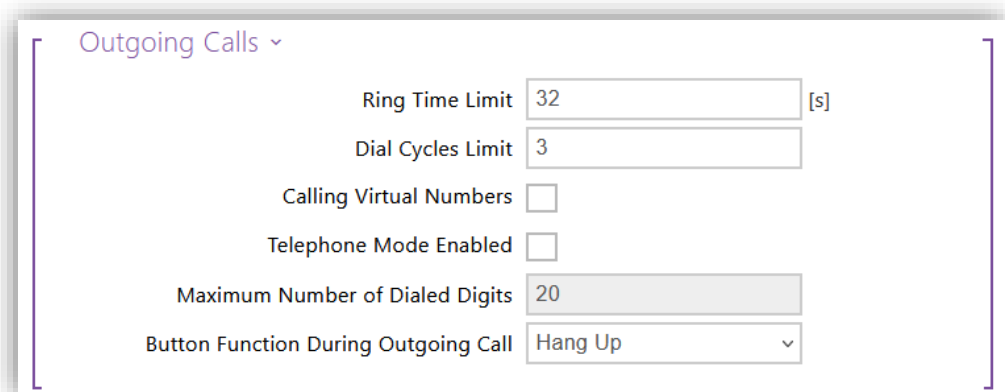 Outgoing Calls
Ring Time Limit 32 [s]
Dial Cycles Limit 3
Calling Virtual Numbers
Telephone Mode Enabled
Maximum Number of Dialed Digits 20
Button Function During Outgoing Call Hang Up